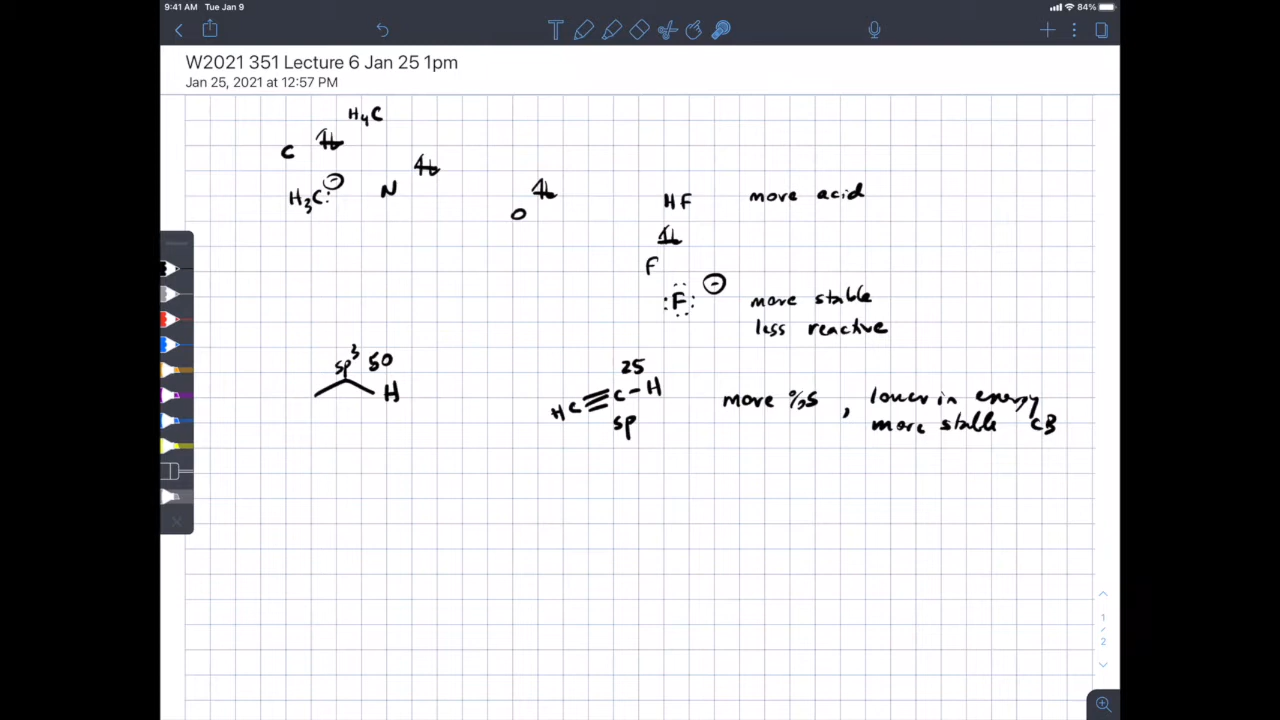 9:41 AM Tue Jan 9
84%
W2021 351 Lecture 6 Jan 25 1pm
Jan 25, 2021 at 12:57 PM
H₄C
C
H₃C:⊖
N
O
HF more acid
F
:F: ⊖ more stable
less reactive
sp³ 50
H
25
HC≡C-H
sp
more %s, lower in energy
more stable CB
1
2